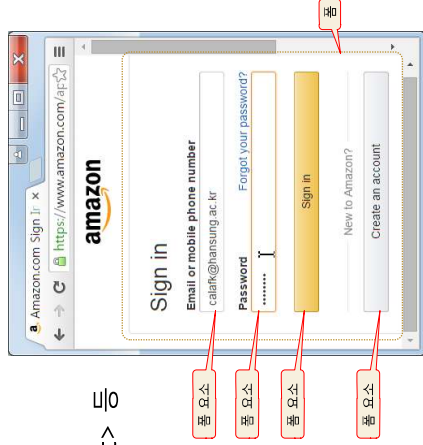 Amazon.com Sign Ir ×
https://www.amazon.com/ap
amazon
Sign in
Email or mobile phone number
calafk@hansung.ac.kr
Password
Forgot your password?
••••••••
Sign in
New to Amazon?
Create an account
폼
폼 요소
폼 요소
폼 요소
폼 요소